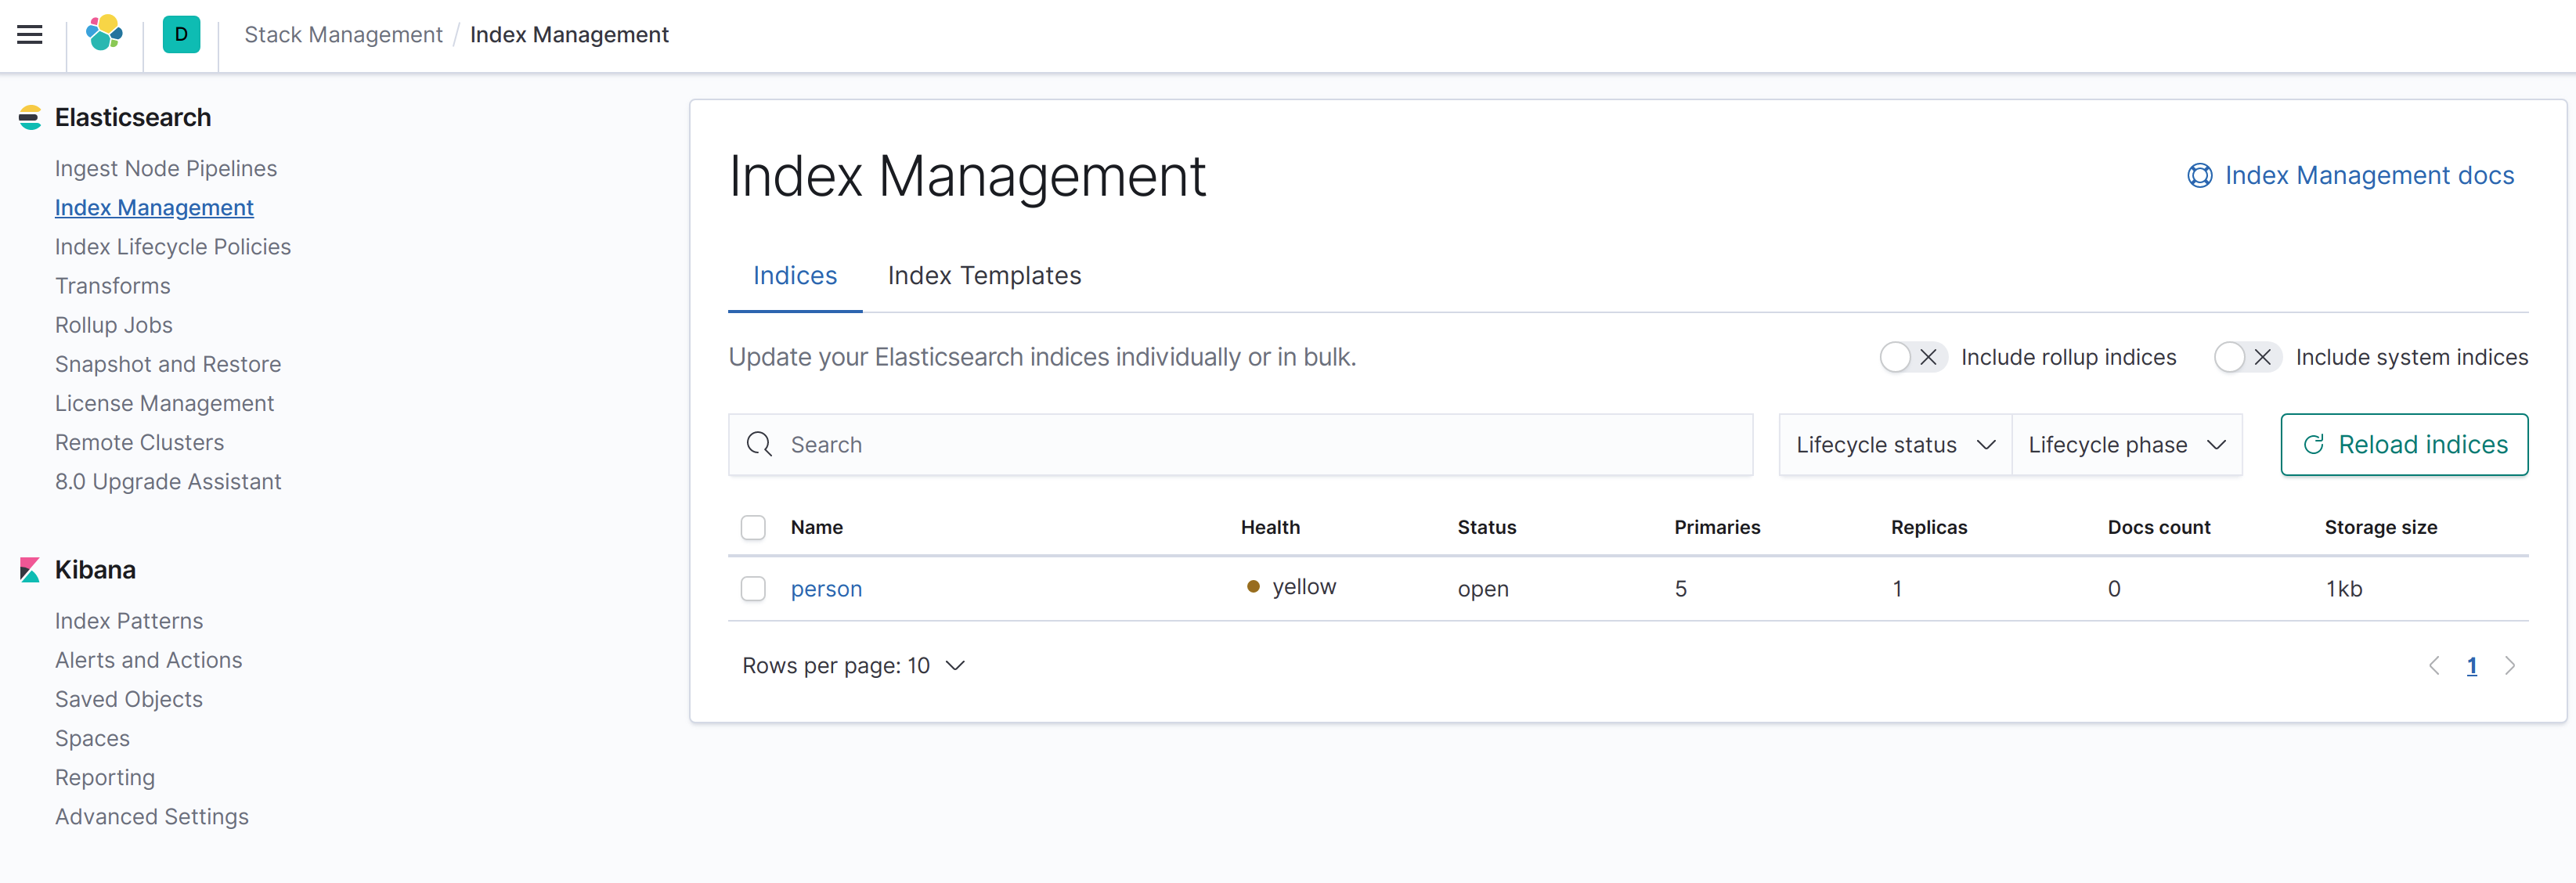 D Stack Management / Index Management
Elasticsearch
Ingest Node Pipelines
Index Management
Index Lifecycle Policies
Transforms
Rollup Jobs
Snapshot and Restore
License Management
Remote Clusters
8.0 Upgrade Assistant
Kibana
Index Patterns
Alerts and Actions
Saved Objects
Spaces
Reporting
Advanced Settings
Index Management
Index Management docs
Indices Index Templates
Update your Elasticsearch indices individually or in bulk. Include rollup indices Include system indices
Search Lifecycle status Lifecycle phase Reload indices
Name Health Status Primaries Replicas Docs count Storage size
person yellow open 5 1 0 1kb
Rows per page: 10 1